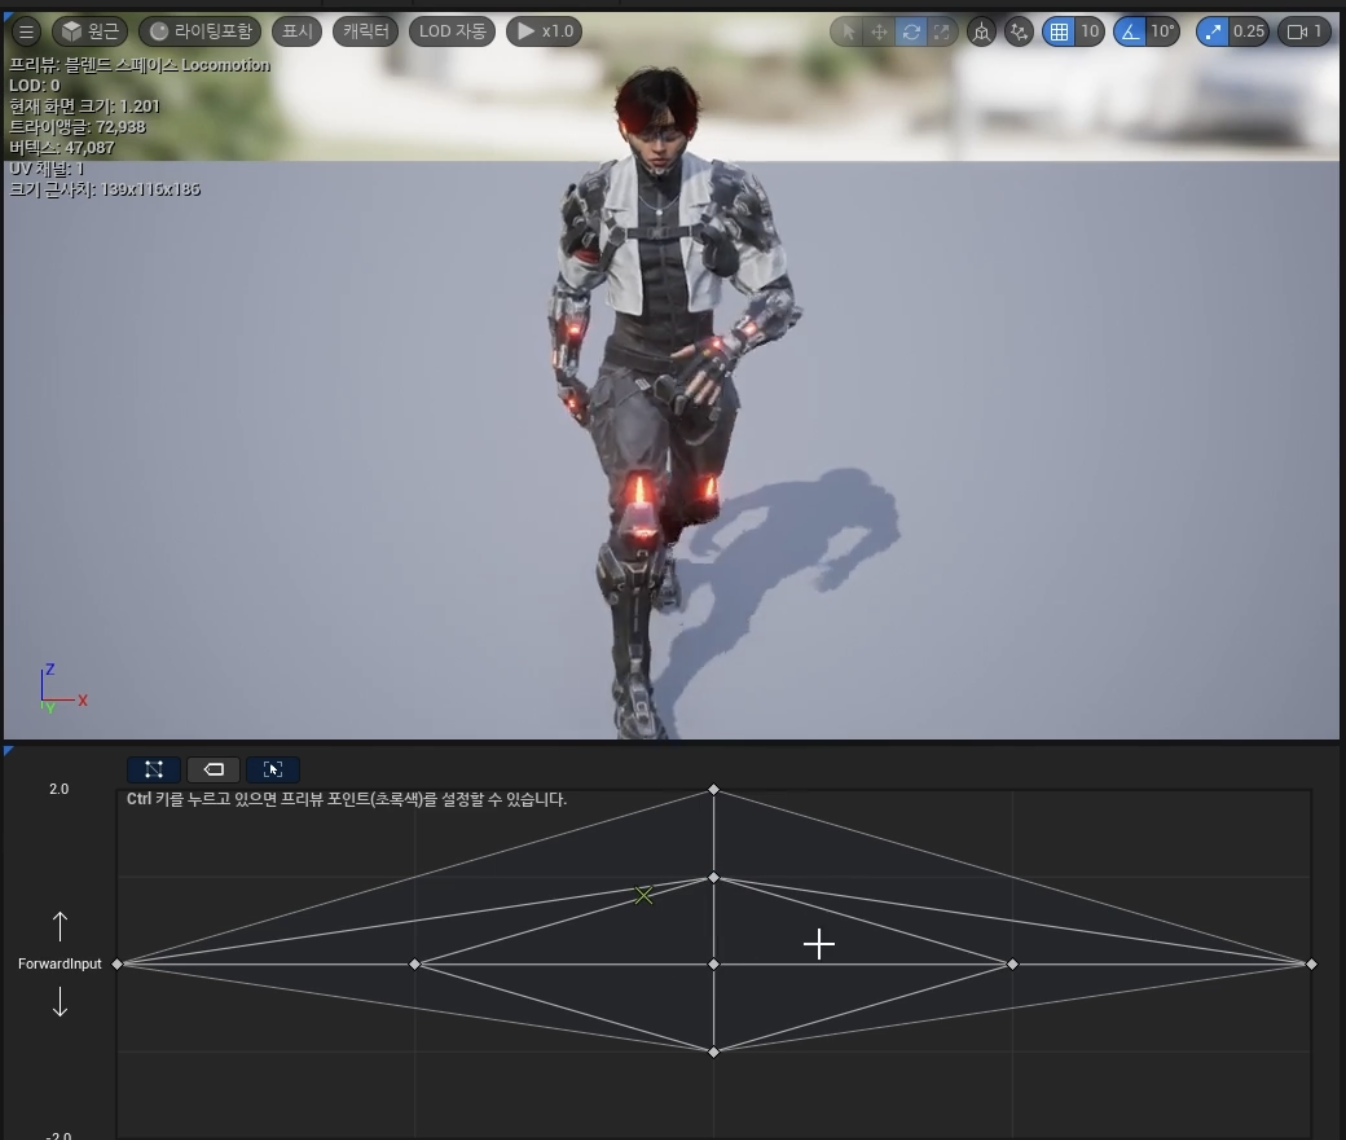 원근
라이팅포함
표시
캐릭터
LOD 자동
x1.0
10
10°
0.25
1
프리뷰: 블렌드 스페이스 Locomotion
LOD: 0
현재 화면 크기: 1.201
트라이앵글: 72,938
버텍스: 47,087
UV 채널: 1
크기 근사치: 139x115x186
Z
X
Y
2.0
Ctrl 키를 누르고 있으면 프리뷰 포인트(초록색)를 설정할 수 있습니다.
ForwardInput
-2.0